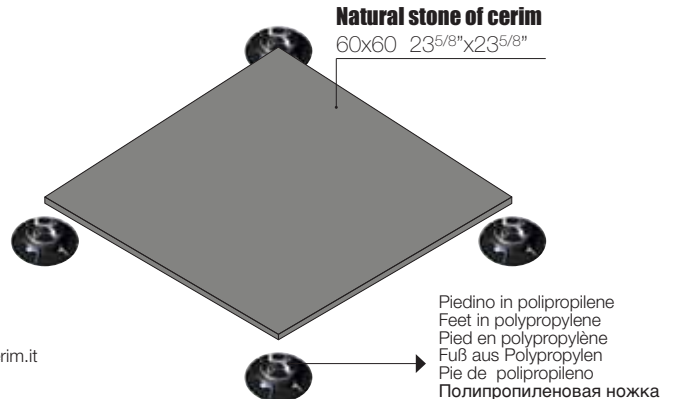 Natural stone of cerim
60x60 235/8”x235/8”
rim.it
Piedino in polipropilene
Feet in polypropylene
Pied en polypropylène
Fuß aus Polypropylen
Pie de polipropileno
Полипропиленовая ножка